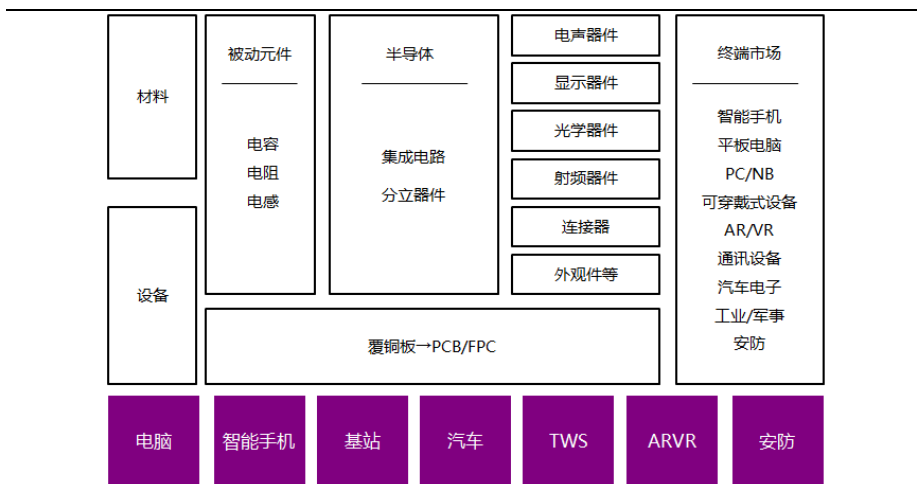 材料
设备
被动元件
电容
电阻
电感
半导体
集成电路
分立器件
电声器件
显示器件
光学器件
射频器件
连接器
外观件等
覆铜板→PCB/FPC
终端市场
智能手机
平板电脑
PC/NB
可穿戴式设备
AR/VR
通讯设备
汽车电子
工业/军事
安防
电脑
智能手机
基站
汽车
TWS
ARVR
安防